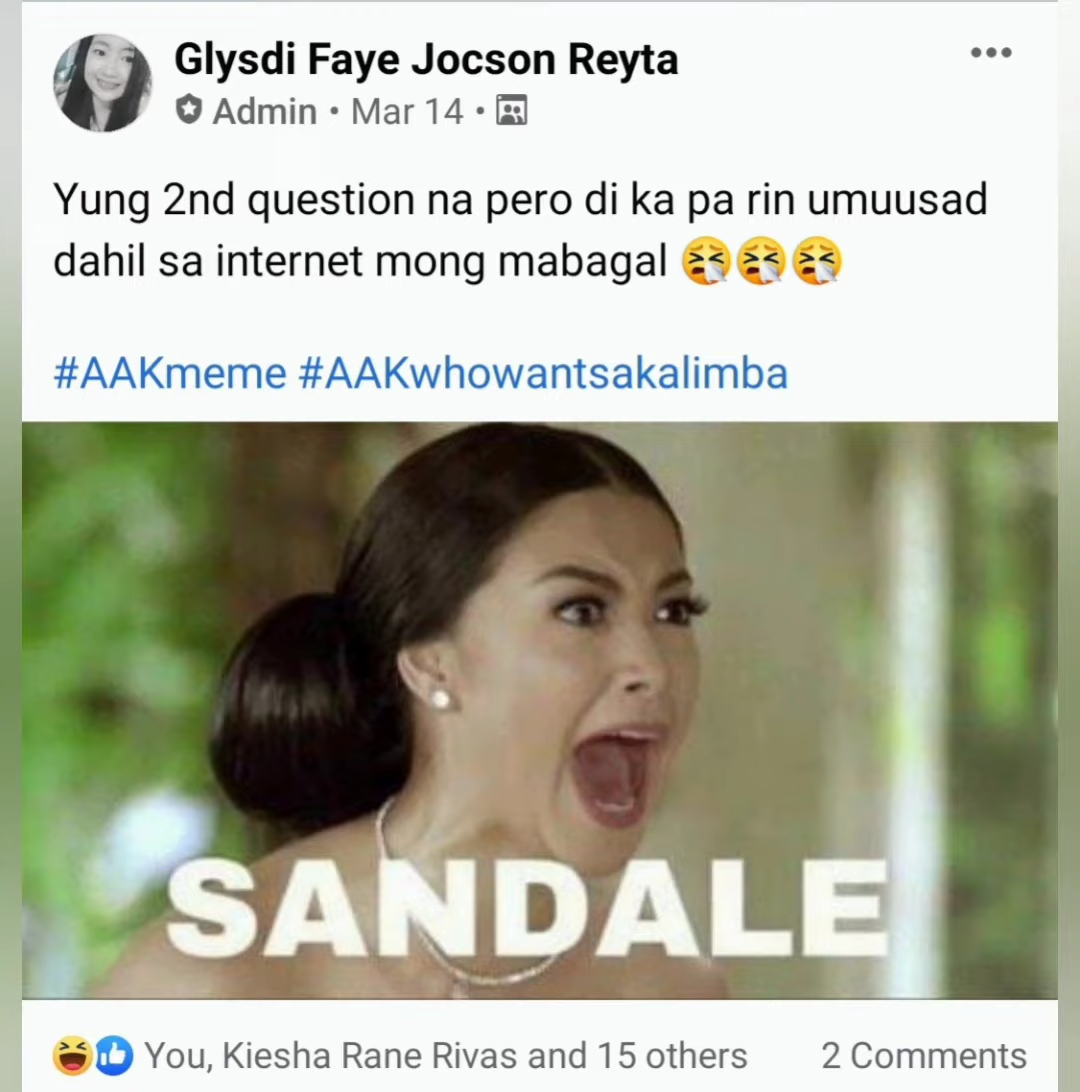 Glysdi Faye Jocson Reyta
Admin • Mar 14 •
Yung 2nd question na pero di ka pa rin umuusad
dahil sa internet mong mabagal 🤧🤧🤧
#AAKmeme #AAKwhowantsakalimba
SANDALE
You, Kiesha Rane Rivas and 15 others
2 Comments